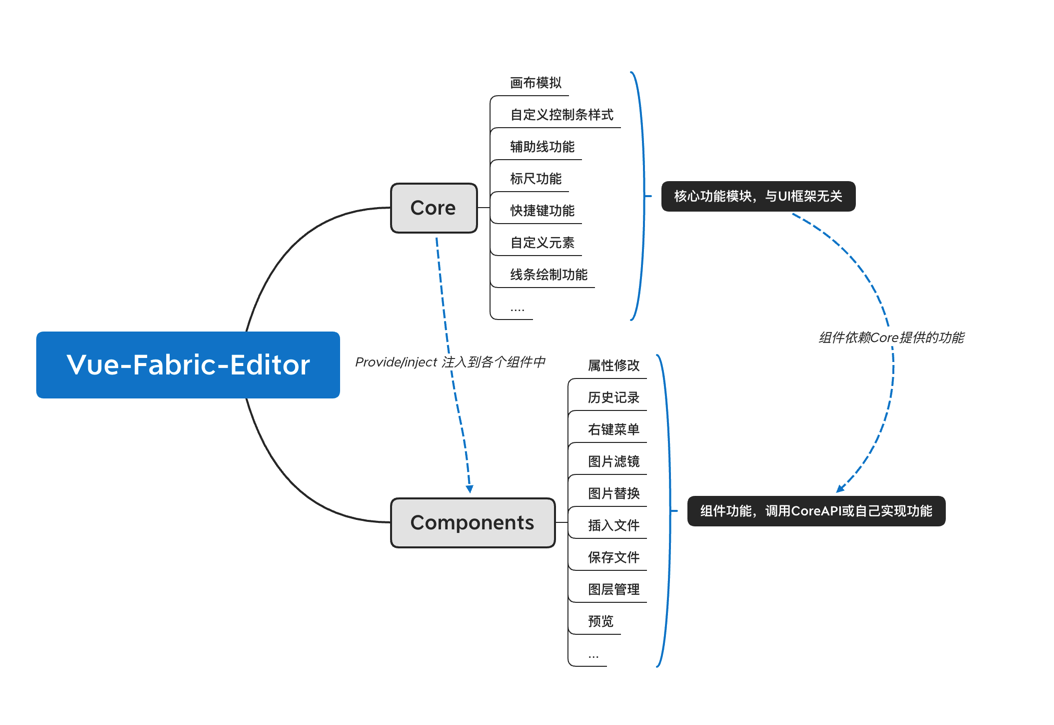 画布模拟
自定义控制条样式
辅助线功能
标尺功能
核心功能模块，与UI框架无关
Core
快捷键功能
自定义元素
线条绘制功能
....
组件依赖Core提供的功能
Vue-Fabric-Editor
Provide/inject 注入到各个组件中
属性修改
历史记录
右键菜单
图片滤镜
图片替换
组件功能，调用CoreAPI或自己实现功能
Components
插入文件
保存文件
图层管理
预览
...